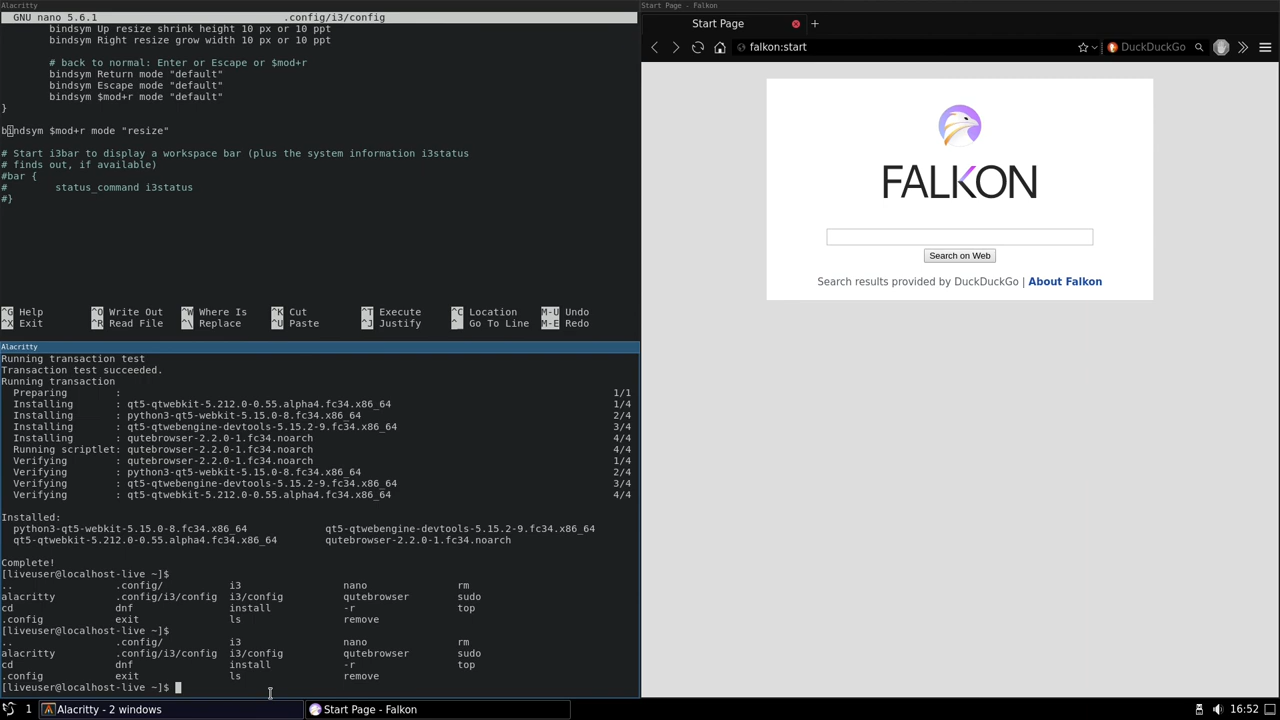 Alacritty
GNU nano 5.6.1 .config/i3/config
bindsym Up resize shrink height 10 px or 10 ppt
bindsym Right resize grow width 10 px or 10 ppt
# back to normal: Enter or Escape or $mod+r
bindsym Return mode "default"
bindsym Escape mode "default"
bindsym $mod+r mode "default"
}
bindsym $mod+r mode "resize"
# Start i3bar to display a workspace bar (plus the system information i3status
# finds out, if available)
#bar {
# status_command i3status
#}
^G Help ^O Write Out ^W Where Is ^K Cut ^T Execute ^C Location M-U Undo
^X Exit ^R Read File ^\ Replace ^U Paste ^J Justify ^_ Go To Line M-E Redo
Alacritty
Running transaction test
Transaction test succeeded.
Running transaction
Preparing : 1/1
Installing : qt5-qtwebkit-5.212.0-0.55.alpha4.fc34.x86_64 1/4
Installing : python3-qt5-webkit-5.15.0-8.fc34.x86_64 2/4
Installing : qt5-qtwebengine-devtools-5.15.2-9.fc34.x86_64 3/4
Installing : qutebrowser-2.2.0-1.fc34.noarch 4/4
Running scriptlet: qutebrowser-2.2.0-1.fc34.noarch 4/4
Verifying : qutebrowser-2.2.0-1.fc34.noarch 1/4
Verifying : python3-qt5-webkit-5.15.0-8.fc34.x86_64 2/4
Verifying : qt5-qtwebengine-devtools-5.15.2-9.fc34.x86_64 3/4
Verifying : qt5-qtwebkit-5.212.0-0.55.alpha4.fc34.x86_64 4/4
Installed:
python3-qt5-webkit-5.15.0-8.fc34.x86_64 qt5-qtwebengine-devtools-5.15.2-9.fc34.x86_64
qt5-qtwebkit-5.212.0-0.55.alpha4.fc34.x86_64 qutebrowser-2.2.0-1.fc34.noarch
Complete!
[liveuser@localhost-live ~]$
.. .config/ i3 nano rm
alacritty .config/i3/config i3/config qutebrowser sudo
cd dnf install -r top
.config exit ls remove
[liveuser@localhost-live ~]$
.. .config/ i3 nano rm
alacritty .config/i3/config i3/config qutebrowser sudo
cd dnf install -r top
.config exit ls remove
[liveuser@localhost-live ~]$
Start Page - Falkon
Start Page
falkon:start
DuckDuckGo
FALKON
Search on Web
Search results provided by DuckDuckGo | About Falkon
1 Alacritty - 2 windows Start Page - Falkon 16:52